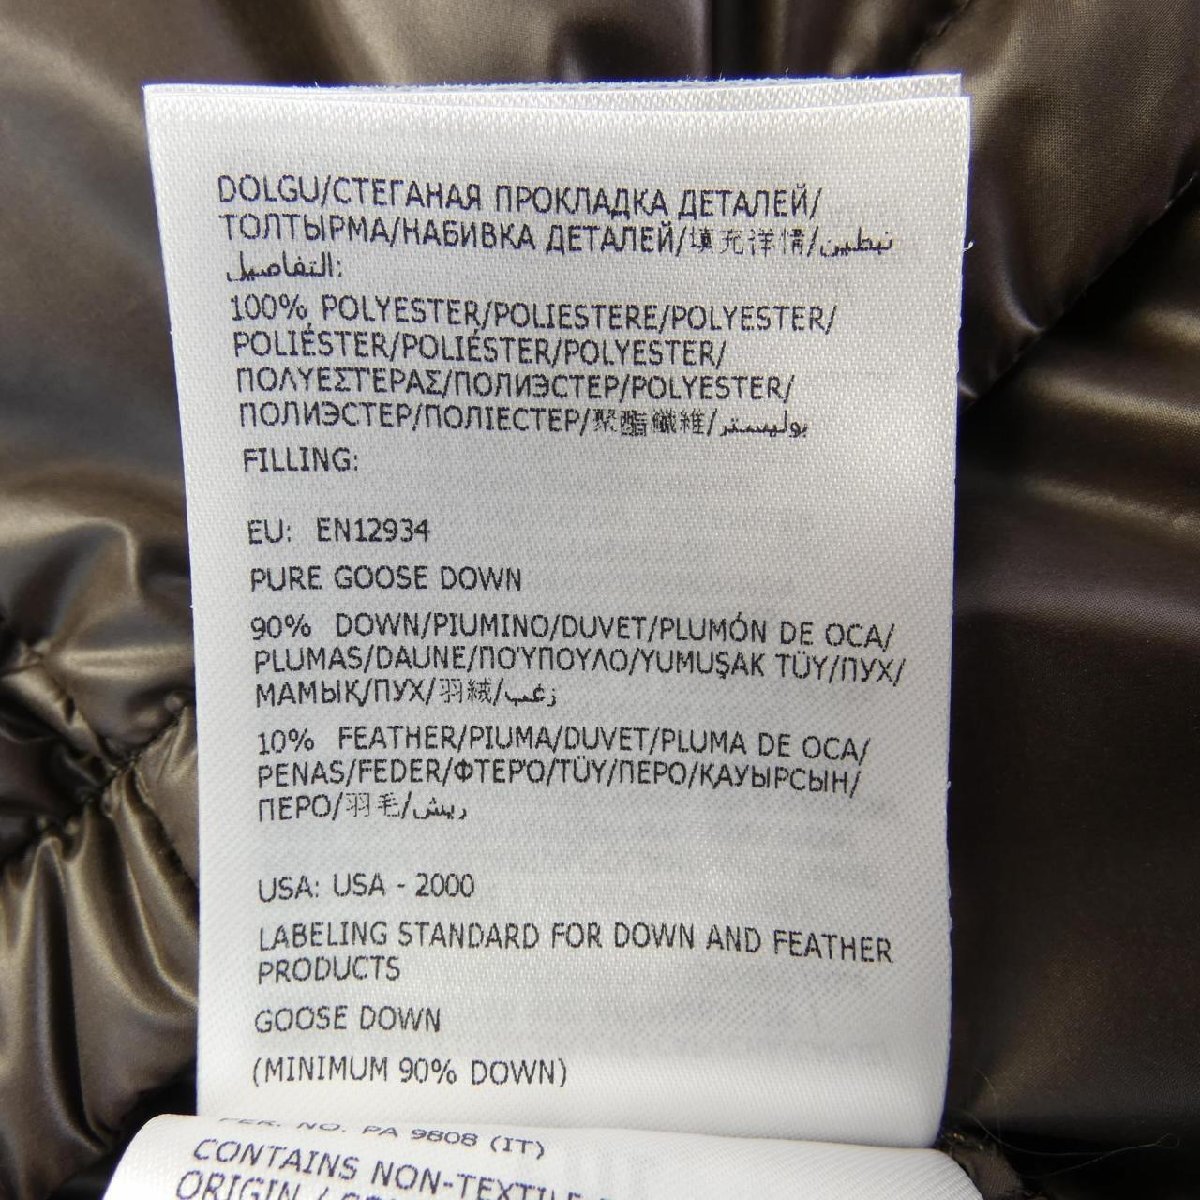 DOLGU/СТЕГАНАЯ ПРОКЛАДКА ДЕТАЛЕЙ/
ТОЛТЫРМА/НАБИВКА ДЕТАЛЕЙ/填充详情/تبطين
التفاصيل:
100% POLYESTER/POLIESTERE/POLYESTER/
POLIÉSTER/POLIÉSTER/POLYESTER/
ΠΟΛΥΕΣΤΕΡΑΣ/ПОЛИЭСТЕР/POLYESTER/
ПОЛИЭСТЕР/ПОЛІЕСТЕР/聚酯纖維/بوليستر
FILLING:
EU: EN12934
PURE GOOSE DOWN
90% DOWN/PIUMINO/DUVET/PLUMÓN DE OCA/
PLUMAS/DAUNE/ΠΟΎΠΟΥΛΟ/YUMUŞAK TÜY/ПУХ/
МАМЫҚ/ПУХ/羽絨/زغب
10% FEATHER/PIUMA/DUVET/PLUMA DE OCA/
PENAS/FEDER/ΦΤΕΡΌ/TÜY/ПЕРО/ҚАУЫРСЫН/
ПЕРО/羽毛/ريش
USA: USA - 2000
LABELING STANDARD FOR DOWN AND FEATHER
PRODUCTS
GOOSE DOWN
(MINIMUM 90% DOWN)
PER. NO. PA 9808 (IT)
CONTAINS NON-TEXTILE
ORIGIN /